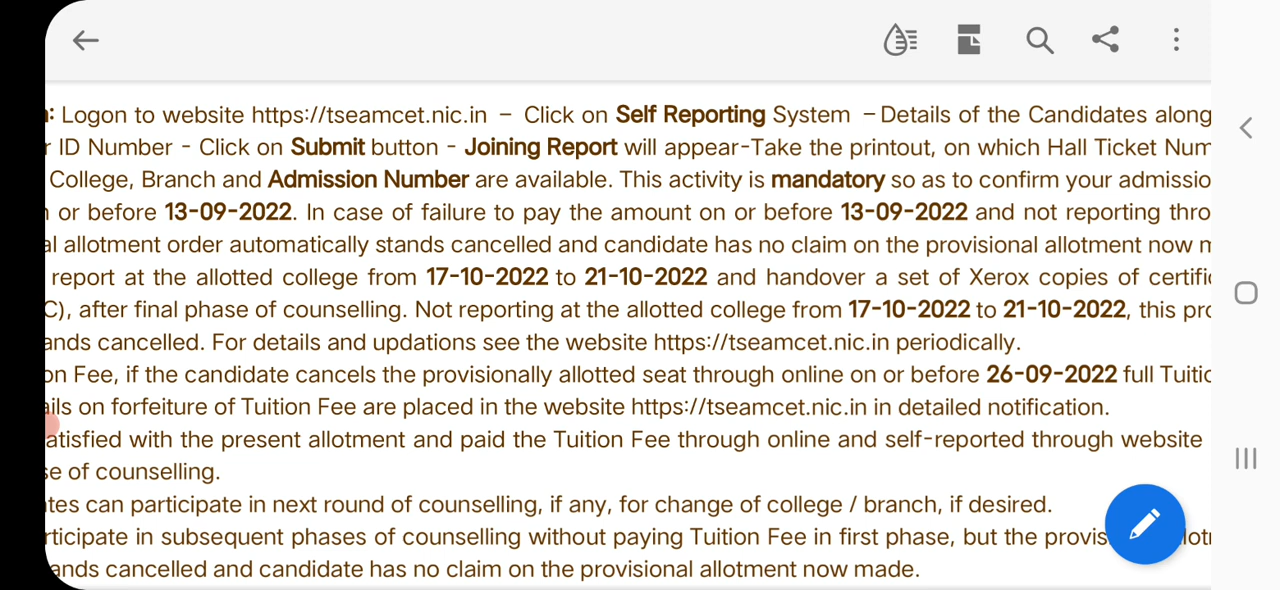 : Logon to website https://tseamcet.nic.in – Click on Self Reporting System – Details of the Candidates along
r ID Number - Click on Submit button - Joining Report will appear-Take the printout, on which Hall Ticket Num
College, Branch and Admission Number are available. This activity is mandatory so as to confirm your admissio
n or before 13-09-2022. In case of failure to pay the amount on or before 13-09-2022 and not reporting thro
al allotment order automatically stands cancelled and candidate has no claim on the provisional allotment now m
report at the allotted college from 17-10-2022 to 21-10-2022 and handover a set of Xerox copies of certific
C), after final phase of counselling. Not reporting at the allotted college from 17-10-2022 to 21-10-2022, this pro
ands cancelled. For details and updations see the website https://tseamcet.nic.in periodically.
on Fee, if the candidate cancels the provisionally allotted seat through online on or before 26-09-2022 full Tuitio
ails on forfeiture of Tuition Fee are placed in the website https://tseamcet.nic.in in detailed notification.
atisfied with the present allotment and paid the Tuition Fee through online and self-reported through website
se of counselling.
ates can participate in next round of counselling, if any, for change of college / branch, if desired.
rticipate in subsequent phases of counselling without paying Tuition Fee in first phase, but the provis lotr
ands cancelled and candidate has no claim on the provisional allotment now made.